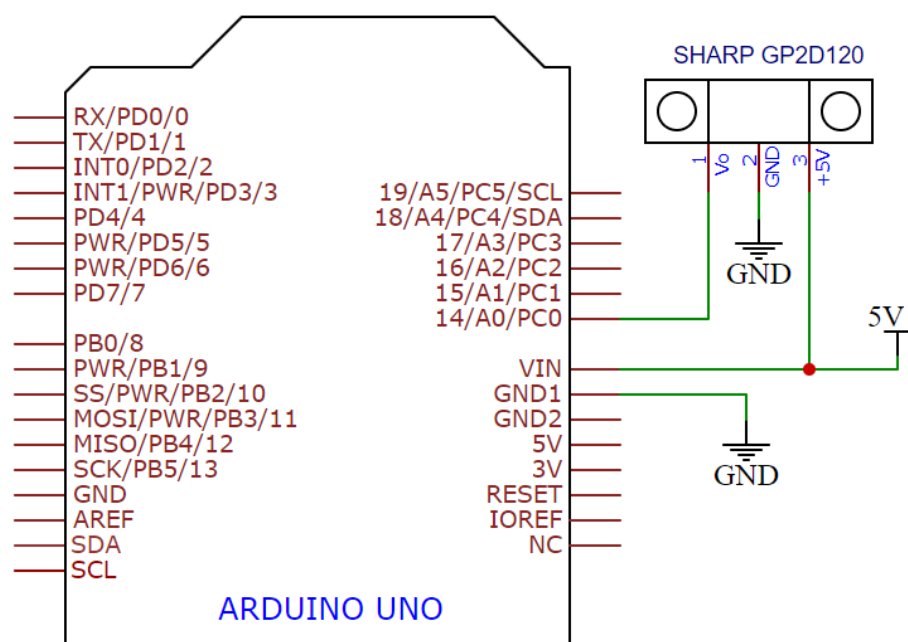 SHARP GP2D120
1
Vo
2
GND
3
+5V
RX/PD0/0
TX/PD1/1
INT0/PD2/2
INT1/PWR/PD3/3
PD4/4
PWR/PD5/5
PWR/PD6/6
PD7/7
PB0/8
PWR/PB1/9
SS/PWR/PB2/10
MOSI/PWR/PB3/11
MISO/PB4/12
SCK/PB5/13
GND
AREF
SDA
SCL
19/A5/PC5/SCL
18/A4/PC4/SDA
17/A3/PC3
16/A2/PC2
15/A1/PC1
14/A0/PC0
VIN
GND1
GND2
5V
3V
RESET
IOREF
NC
GND
5V
GND
ARDUINO UNO